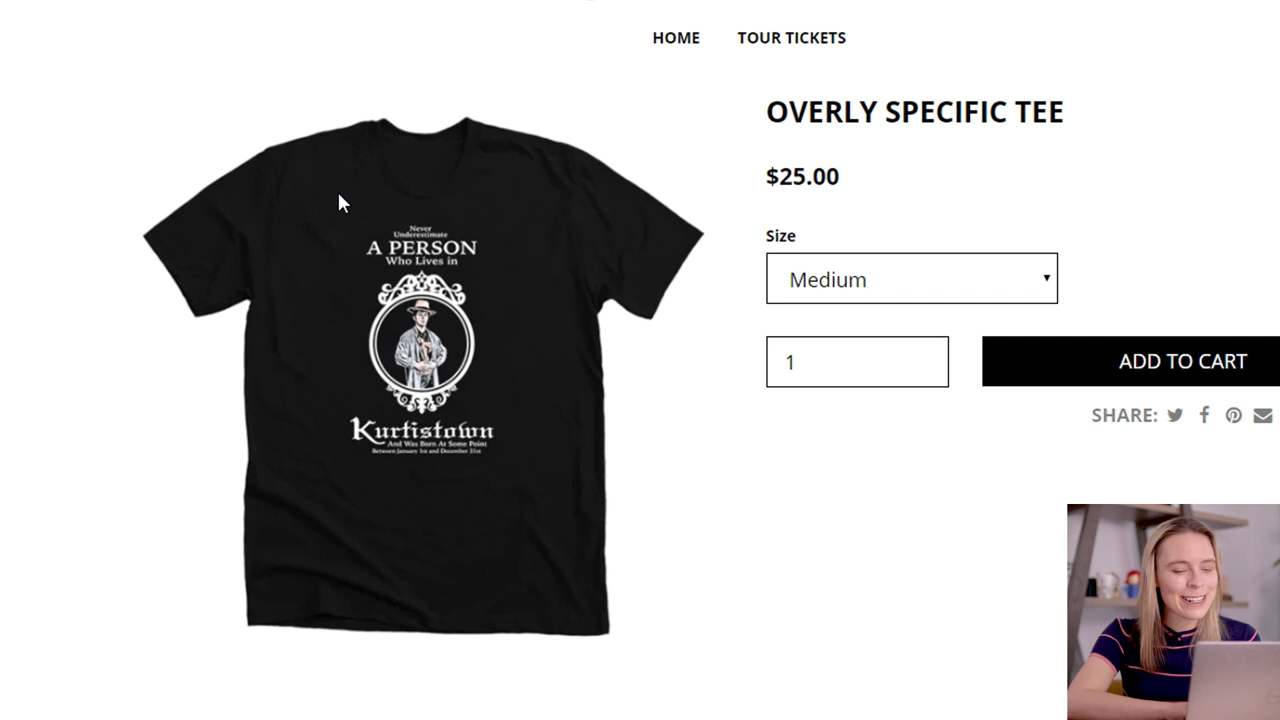 HOME TOUR TICKETS
OVERLY SPECIFIC TEE
$25.00
Size
Medium
1
ADD TO CART
SHARE:
Never
Underestimate
A PERSON
Who Lives in
Kurtistown
And Was Born At Some Point
Between January 1st and December 31st